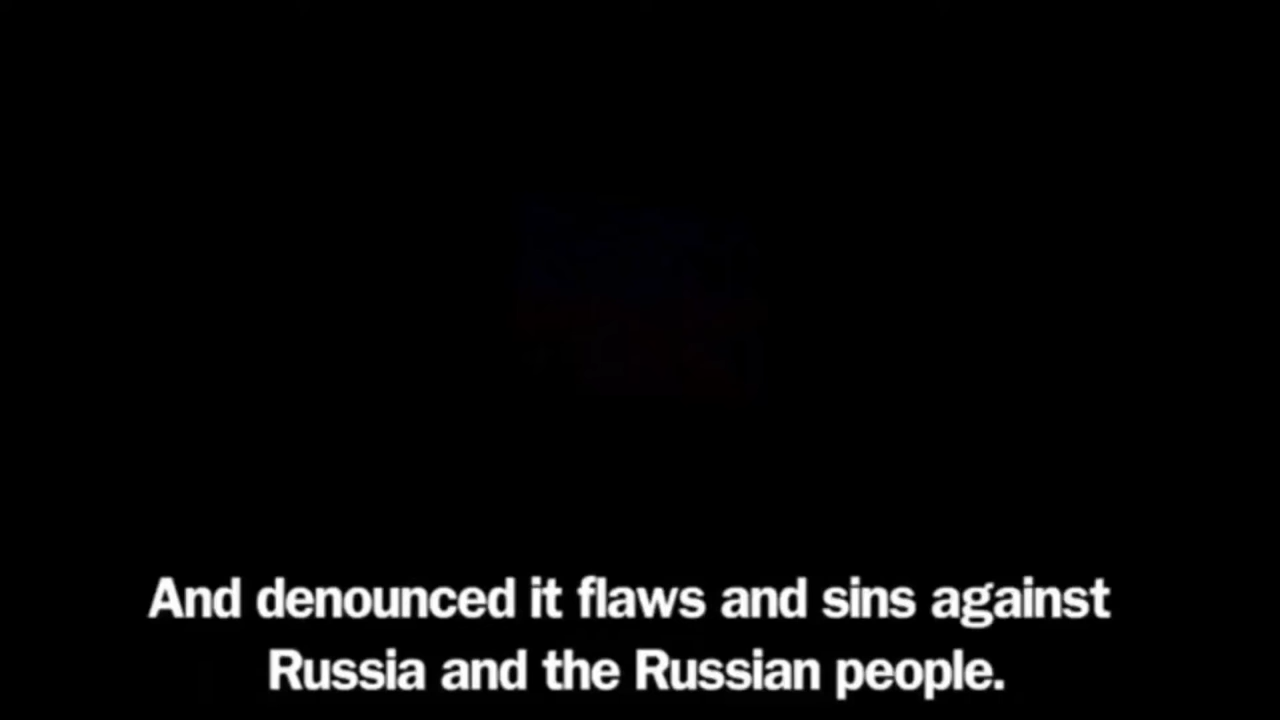 And denounced it flaws and sins against
Russia and the Russian people.